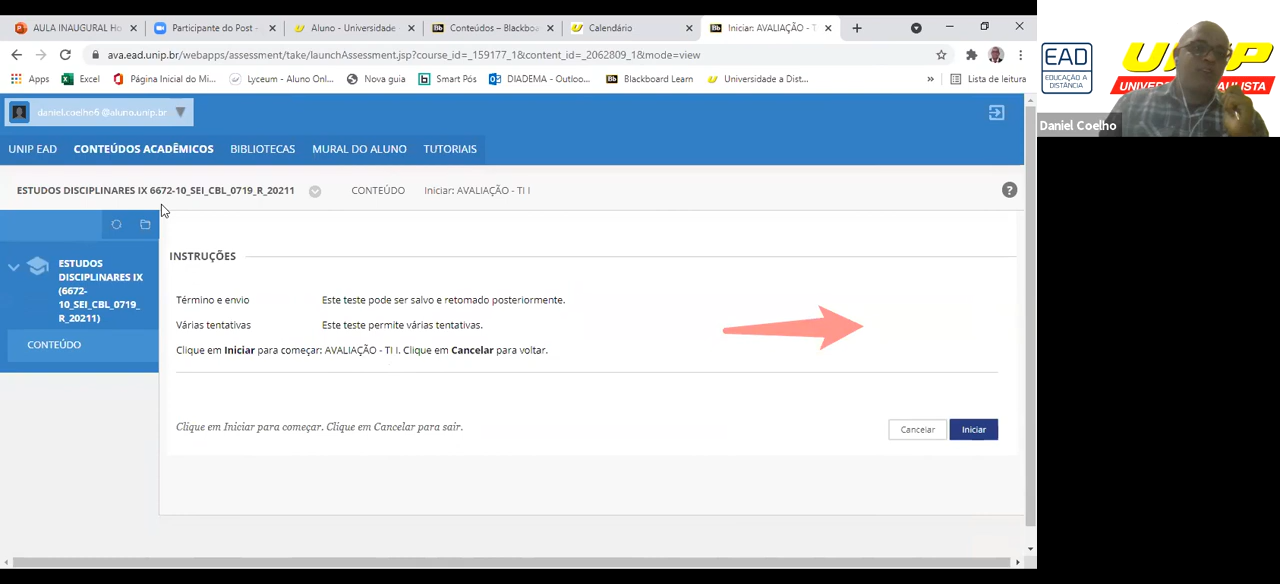 AULA INAUGURAL Ho
Participante do Post -
Aluno - Universidade
Conteúdos – Blackboa
Calendário
Iniciar: AVALIAÇÃO - TI I
ava.ead.unip.br/webapps/assessment/take/launchAssessment.jsp?course_id=_159177_1&content_id=_2062809_1&mode=view
Apps
Excel
Página Inicial do Mi...
Lyceum - Aluno Onl...
Nova guia
Smart Pós
DIADEMA - Outloo...
Blackboard Learn
Universidade a Dist...
»
Lista de leitura
daniel.coelho6 @aluno.unip.br
UNIP EAD
CONTEÚDOS ACADÊMICOS
BIBLIOTECAS
MURAL DO ALUNO
TUTORIAIS
ESTUDOS DISCIPLINARES IX 6672-10_SEI_CBL_0719_R_20211
CONTEÚDO
Iniciar: AVALIAÇÃO - TI I
ESTUDOS
DISCIPLINARES IX
(6672-
10_SEI_CBL_0719_
R_20211)
CONTEÚDO
INSTRUÇÕES
Término e envio
Este teste pode ser salvo e retomado posteriormente.
Várias tentativas
Este teste permite várias tentativas.
Clique em Iniciar para começar: AVALIAÇÃO - TI I. Clique em Cancelar para voltar.
Clique em Iniciar para começar. Clique em Cancelar para sair.
Cancelar
Iniciar
EAD
EDUCAÇÃO A
DISTÂNCIA
Daniel Coelho